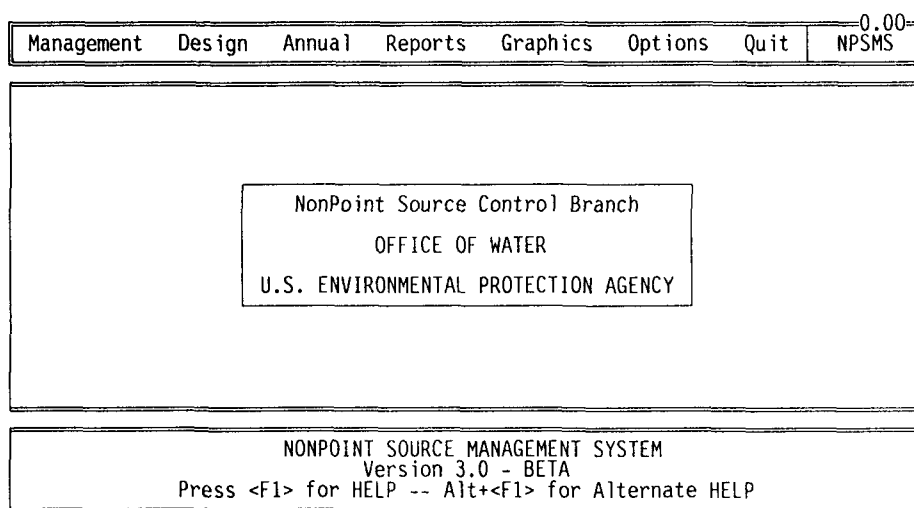 0.00
Management Design Annual Reports Graphics Options Quit NPSMS
NonPoint Source Control Branch
OFFICE OF WATER
U.S. ENVIRONMENTAL PROTECTION AGENCY
NONPOINT SOURCE MANAGEMENT SYSTEM
Version 3.0 - BETA
Press <F1> for HELP -- Alt+<F1> for Alternate HELP